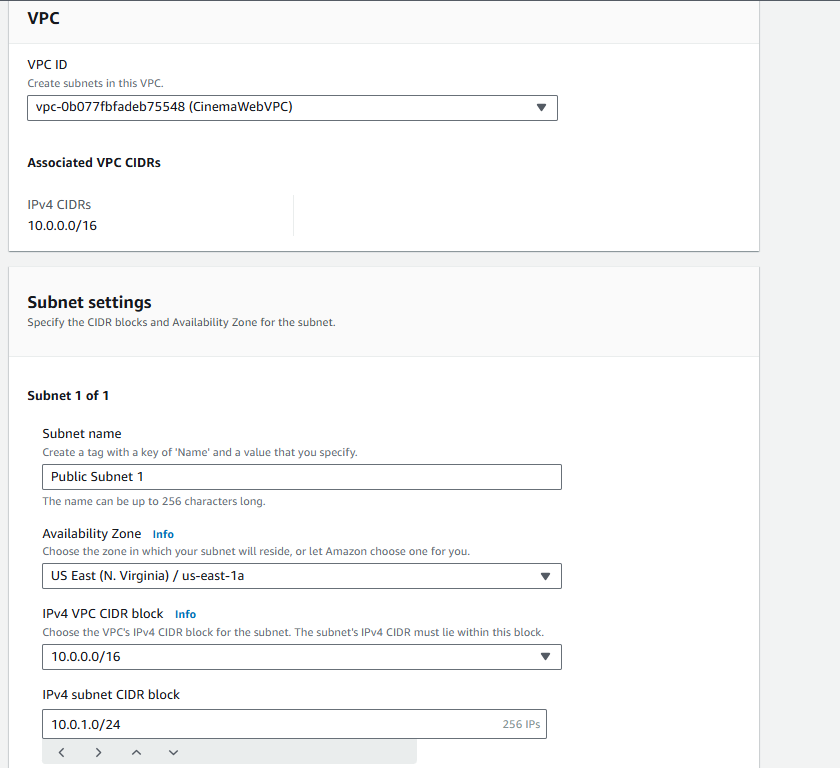 VPC
VPC ID
Create subnets in this VPC.
vpc-0b077fbfadeb75548 (CinemaWebVPC)
Associated VPC CIDRs
IPv4 CIDRs
10.0.0.0/16
Subnet settings
Specify the CIDR blocks and Availability Zone for the subnet.
Subnet 1 of 1
Subnet name
Create a tag with a key of 'Name' and a value that you specify.
Public Subnet 1
The name can be up to 256 characters long.
Availability Zone Info
Choose the zone in which your subnet will reside, or let Amazon choose one for you.
US East (N. Virginia) / us-east-1a
IPv4 VPC CIDR block Info
Choose the VPC's IPv4 CIDR block for the subnet. The subnet's IPv4 CIDR must lie within this block.
10.0.0.0/16
IPv4 subnet CIDR block
10.0.1.0/24 256 IPs